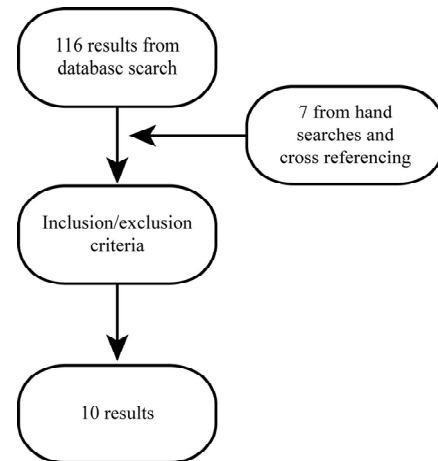 116 results from
databasc scarch
7 from hand
searches and
cross referencing
Inclusion/exclusion
criteria
10 results